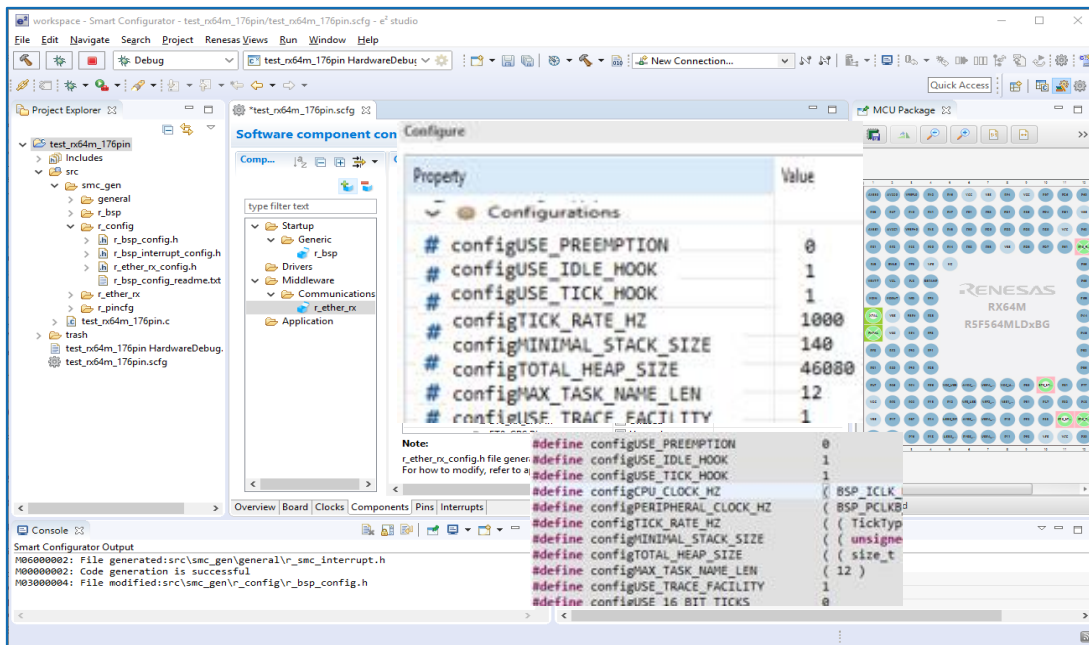 workspace - Smart Configurator - test_rx64m_176pin/test_rx64m_176pin.scfg - e² studio
File Edit Navigate Search Project Renesas Views Run Window Help
Debug
test_rx64m_176pin HardwareDebug
New Connection...
Quick Access
Project Explorer
test_rx64m_176pin
Includes
src
smc_gen
general
r_bsp
r_config
r_bsp_config.h
r_bsp_interrupt_config.h
r_ether_rx_config.h
r_bsp_config_readme.txt
r_ether_rx
r_pincfg
test_rx64m_176pin.c
trash
test_rx64m_176pin HardwareDebug.
test_rx64m_176pin.scfg
*test_rx64m_176pin.scfg
Software component con
Comp...
type filter text
Startup
Generic
r_bsp
Drivers
Middleware
Communications
r_ether_rx
Application
Configure
Property Value
Configurations
# configUSE_PREEMPTION 0
# configUSE_IDLE_HOOK 1
# configUSE_TICK_HOOK 1
# configTICK_RATE_HZ 1000
# configMINIMAL_STACK_SIZE 140
# configTOTAL_HEAP_SIZE 46080
# configMAX_TASK_NAME_LEN 12
# configUSE_TRACE_FACILITY 1
Note:
r_ether_rx_config.h file gener
For how to modify, refer to a
#define configUSE_PREEMPTION 0
#define configUSE_IDLE_HOOK 1
#define configUSE_TICK_HOOK 1
#define configCPU_CLOCK_HZ ( BSP_ICLK_
#define configPERIPHERAL_CLOCK_HZ ( BSP_PCLKB
#define configTICK_RATE_HZ ( ( TickTyp
#define configMINIMAL_STACK_SIZE ( ( unsigne
#define configTOTAL_HEAP_SIZE ( ( size_t
#define configMAX_TASK_NAME_LEN ( 12 )
#define configUSE_TRACE_FACILITY 1
#define configUSE_16_BIT_TICKS 0
Overview Board Clocks Components Pins Interrupts
MCU Package
RENESAS
RX64M
R5F564MLDxBG
Console
Smart Configurator Output
M06000002: File generated:src\smc_gen\general\r_smc_interrupt.h
M00000002: Code generation is successful
M03000004: File modified:src\smc_gen\r_config\r_bsp_config.h